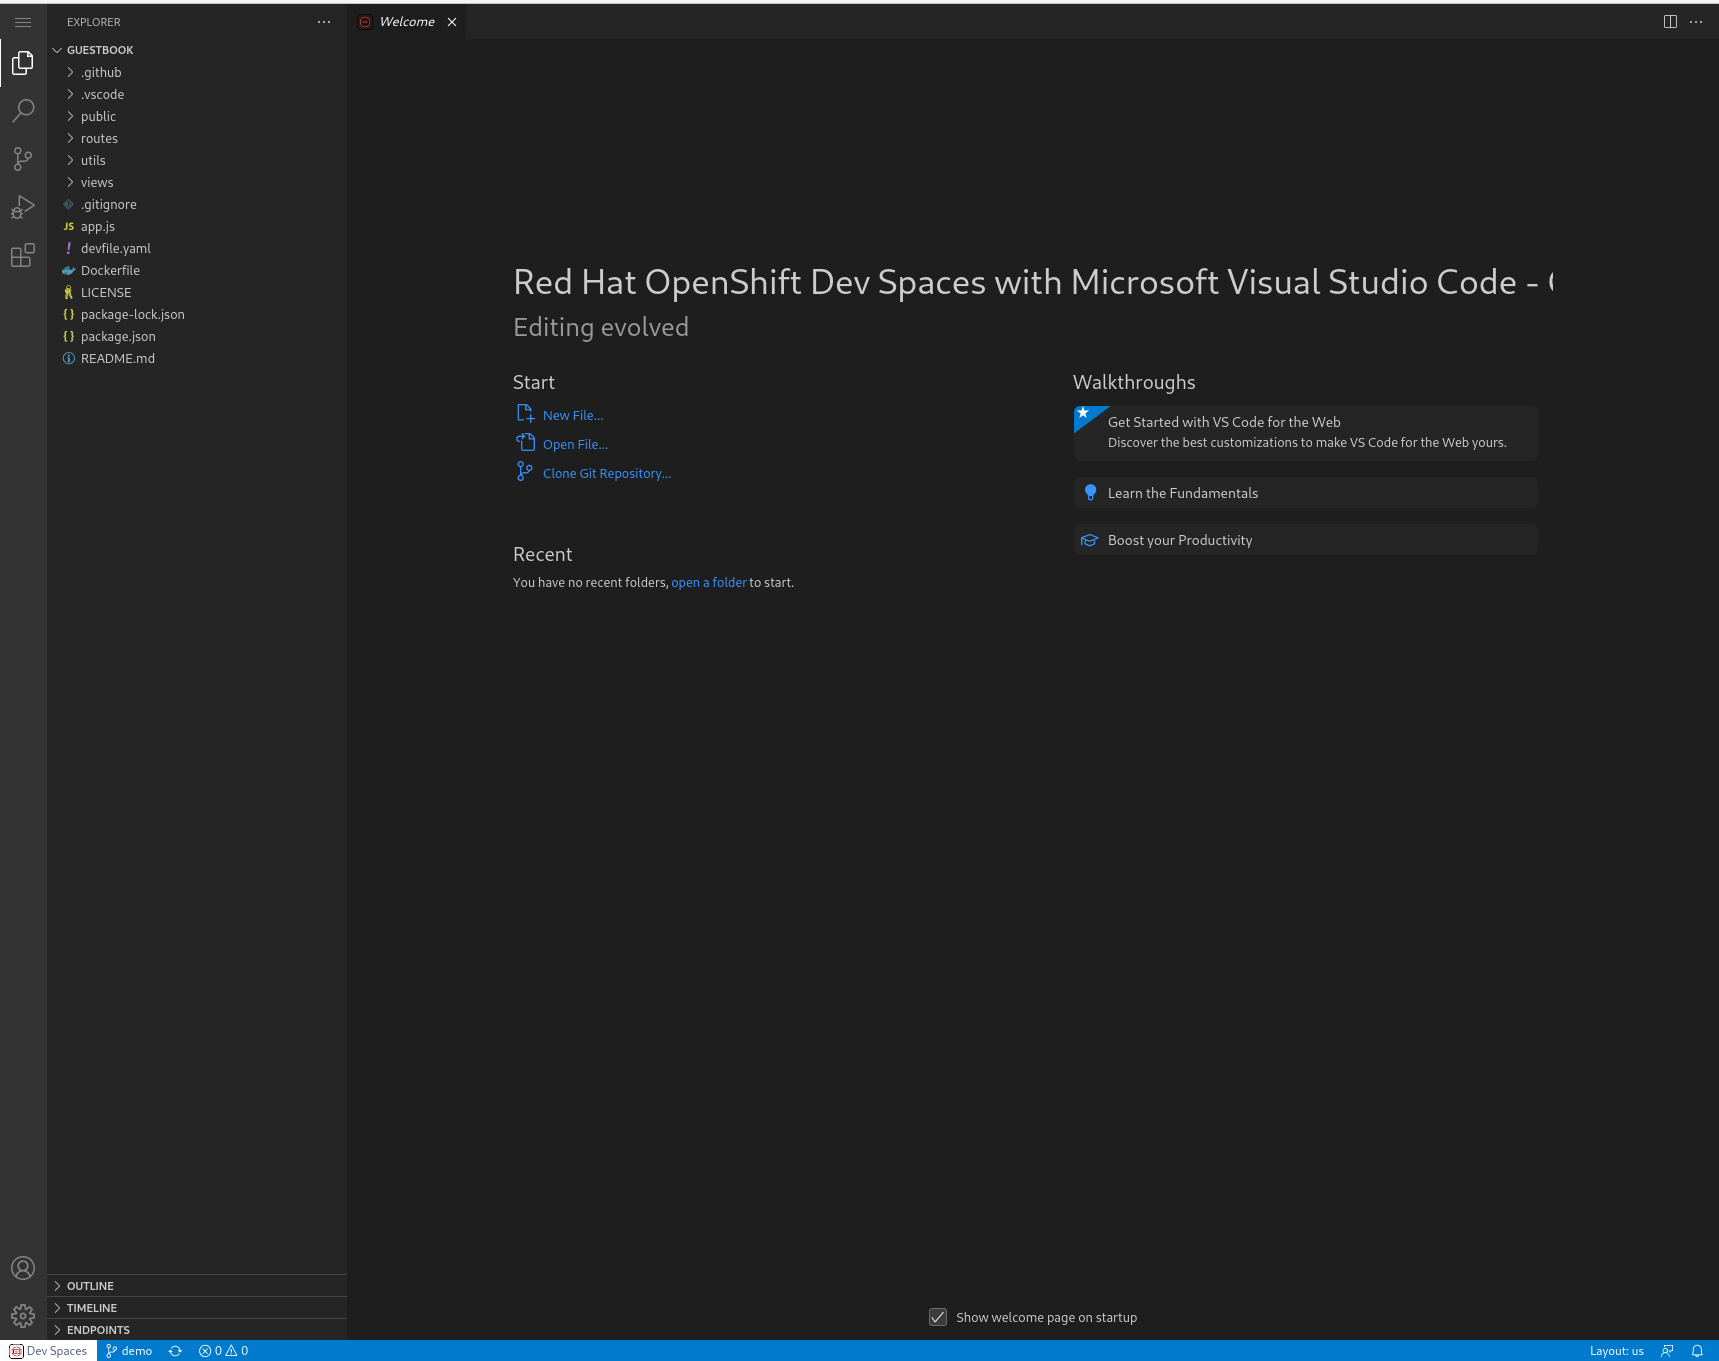 EXPLORER
Welcome
GUESTBOOK
.github
.vscode
public
routes
utils
views
.gitignore
JS app.js
! devfile.yaml
Dockerfile
LICENSE
{} package-lock.json
{} package.json
README.md
Red Hat OpenShift Dev Spaces with Microsoft Visual Studio Code -
Editing evolved
Start
New File...
Open File...
Clone Git Repository...
Recent
You have no recent folders, open a folder to start.
Walkthroughs
Get Started with VS Code for the Web
Discover the best customizations to make VS Code for the Web yours.
Learn the Fundamentals
Boost your Productivity
OUTLINE
TIMELINE
ENDPOINTS
Show welcome page on startup
Dev Spaces demo 0 0 Layout: us